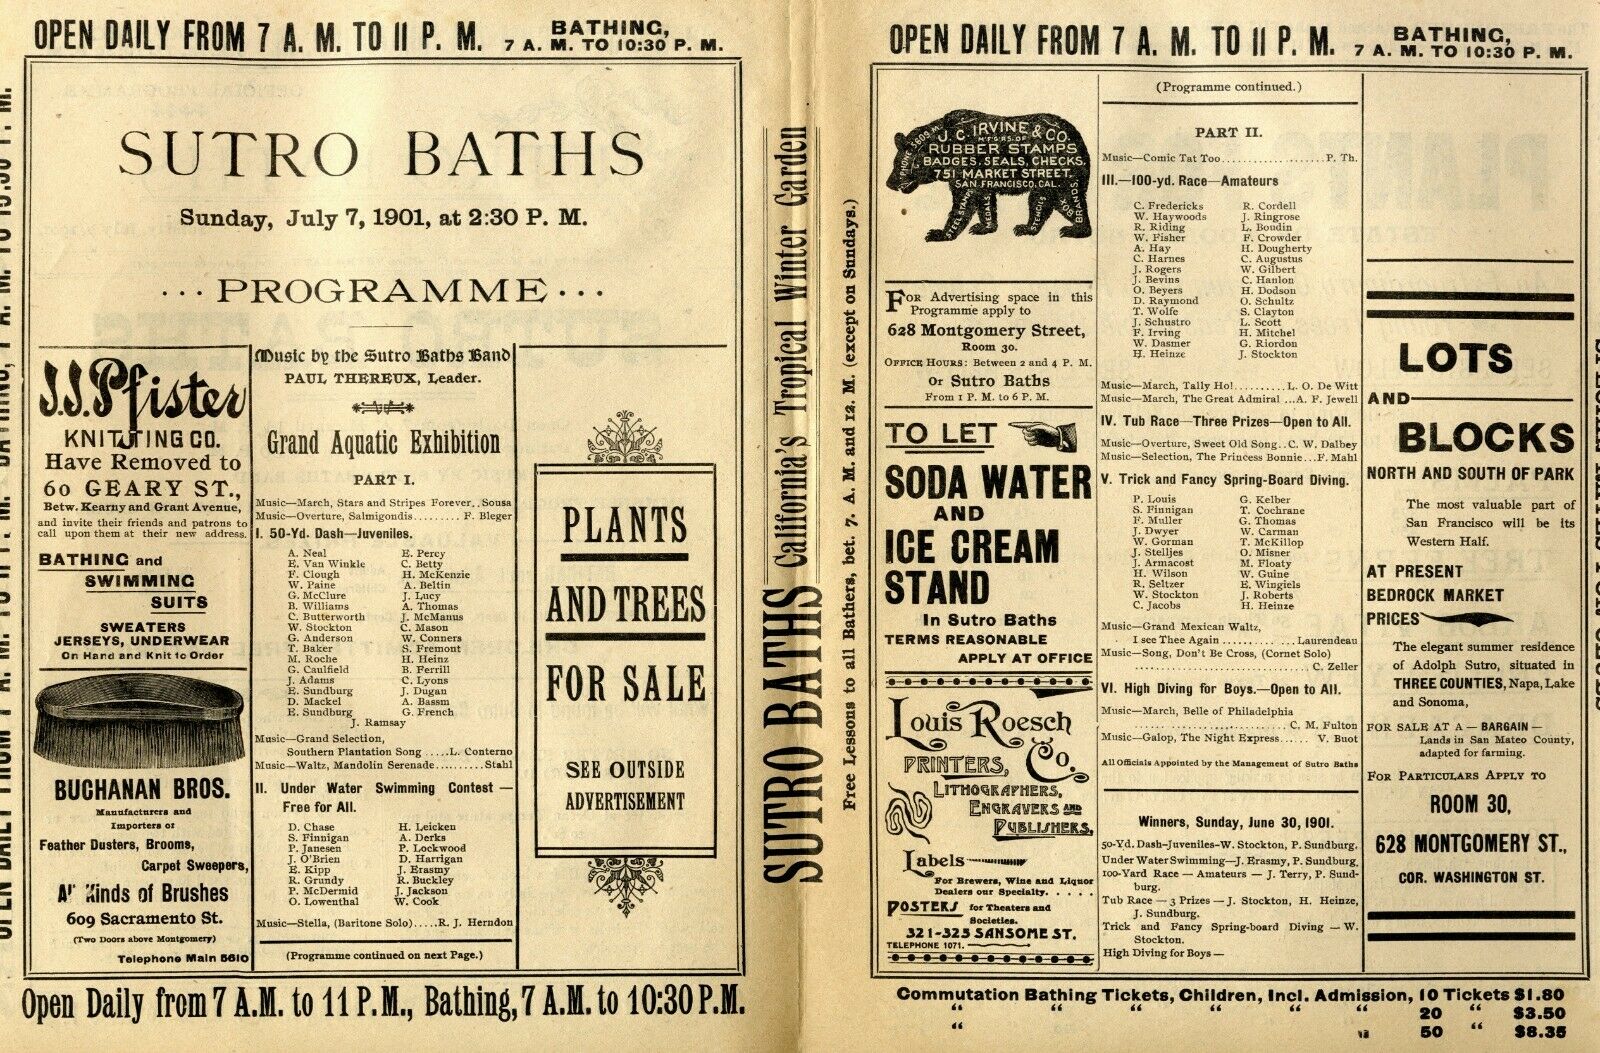 OPEN DAILY FROM 7 A. M. TO 11 P. M. BATHING,
7 A. M. TO 10:30 P. M.
SUTRO BATHS
Sunday, July 7, 1901, at 2:30 P. M.
···PROGRAMME···
J.J. Pfister
KNITTING CO.
Have Removed to
60 GEARY ST.,
Betw. Kearny and Grant Avenue,
and invite their friends and patrons to
call upon them at their new address.
BATHING and
SWIMMING
SUITS
SWEATERS
JERSEYS, UNDERWEAR
On Hand and Knit to Order
BUCHANAN BROS.
Manufacturers and
Importers of
Feather Dusters, Brooms,
Carpet Sweepers,
All Kinds of Brushes
609 Sacramento St.
(Two Doors above Montgomery)
Telephone Main 5610
Music by the Sutro Baths Band
PAUL THEREUX, Leader.
Grand Aquatic Exhibition
PART I.
Music—March, Stars and Stripes Forever, Sousa
Music—Overture, Salmigondis......... F. Bleger
I. 50-Yd. Dash—Juveniles.
A. Neal E. Percy
E. Van Winkle C. Betty
F. Clough H. McKenzie
W. Paine A. Beltin
G. McClure J. Lucy
B. Williams A. Thomas
C. Butterworth J. McManus
W. Stockton C. Mason
G. Anderson W. Conners
T. Baker S. Fremont
M. Roche H. Heinz
G. Caulfield B. Ferrill
J. Adams C. Lyons
E. Sundburg J. Dugan
D. Mackel A. Bassm
E. Sundburg G. French
J. Ramsay
Music—Grand Selection,
Southern Plantation Song .....L. Conterno
Music—Waltz, Mandolin Serenade.........Stahl
II. Under Water Swimming Contest —
Free for All.
D. Chase H. Leicken
S. Finnigan A. Derks
P. Janesen P. Lockwood
J. O'Brien D. Harrigan
E. Kipp J. Erasmy
R. Grundy R. Buckley
P. McDermid J. Jackson
O. Lowenthal W. Cook
Music—Stella, (Baritone Solo).....R. J. Herndon
(Programme continued on next Page.)
PLANTS
AND TREES
FOR SALE
SEE OUTSIDE
ADVERTISEMENT
Open Daily from 7 A.M. to 11 P.M., Bathing, 7 A.M. to 10:30 P.M.
SUTRO BATHS California's Tropical Winter Garden
Free Lessons to all Bathers, bet. 7. A. M. and 12. M. (except on Sundays.)
OPEN DAILY FROM 7 A. M. TO 11 P. M. BATHING,
7 A. M. TO 10:30 P. M.
J. C. IRVINE & CO.
M'F'G'RS. OF
RUBBER STAMPS
BADGES, SEALS, CHECKS.
751 MARKET STREET.
SAN FRANCISCO. CAL.
STEEL STAMPS
MEDALS
STENCILS
BOX BRANDS.
For Advertising space in this
Programme apply to
628 Montgomery Street,
Room 30.
Office Hours: Between 2 and 4 P. M.
Or Sutro Baths
From 1 P. M. to 6 P. M.
TO LET
SODA WATER
AND
ICE CREAM
STAND
In Sutro Baths
TERMS REASONABLE
APPLY AT OFFICE
Louis Roesch
Co.
PRINTERS,
LITHOGRAPHERS,
ENGRAVERS AND
PUBLISHERS.
Labels
For Brewers, Wine and Liquor
Dealers our Specialty. . . . .
POSTERS for Theaters and
Societies.
321-325 SANSOME ST.
TELEPHONE 1071.
(Programme continued.)
PART II.
Music—Comic Tat Too....................P. Th.
III.—100-yd. Race—Amateurs
C. Fredericks R. Cordell
W. Haywoods J. Ringrose
R. Riding L. Boudin
W. Fisher F. Crowder
A. Hay H. Dougherty
C. Harnes C. Augustus
J. Rogers W. Gilbert
J. Bevins C. Hanlon
O. Beyers H. Dodson
D. Raymond O. Schultz
T. Wolfe S. Clayton
J. Schustro L. Scott
F. Irving H. Mitchel
W. Dasmer G. Riordon
H. Heinze J. Stockton
Music—March, Tally Ho!..........L. O. De Witt
Music—March, The Great Admiral ...A. F. Jewell
IV. Tub Race—Three Prizes—Open to All.
Music—Overture, Sweet Old Song..C. W. Dalbey
Music—Selection, The Princess Bonnie...F. Mahl
V. Trick and Fancy Spring-Board Diving.
P. Louis G. Kelber
S. Finnigan T. Cochrane
F. Muller G. Thomas
J. Dwyer W. Carman
W. Gorman T. McKillop
J. Stelljes O. Misner
J. Armacost M. Floaty
H. Wilson W. Guine
R. Seltzer E. Wingiels
W. Stockton J. Roberts
C. Jacobs H. Heinze
Music—Grand Mexican Waltz,
I see Thee Again ...............Laurendeau
Music—Song, Don't Be Cross, (Cornet Solo)
........................... C. Zeller
VI. High Diving for Boys.—Open to All.
Music—March, Belle of Philadelphia
........................ C. M. Fulton
Music—Galop, The Night Express...... V. Buot
All Officials Appointed by the Management of Sutro Baths
Winners, Sunday, June 30, 1901.
50-Yd. Dash-Juveniles-W. Stockton, P. Sundburg.
Under Water Swimming—J. Erasmy, P. Sundburg,
100-Yard Race — Amateurs — J. Terry, P. Sund-
burg.
Tub Race — 3 Prizes — J. Stockton, H. Heinze,
J. Sundburg.
Trick and Fancy Spring-board Diving — W.
Stockton.
High Diving for Boys —
LOTS
AND
BLOCKS
NORTH AND SOUTH OF PARK
The most valuable part of
San Francisco will be its
Western Half.
AT PRESENT
BEDROCK MARKET
PRICES
The elegant summer residence
of Adolph Sutro, situated in
THREE COUNTIES, Napa, Lake
and Sonoma,
FOR SALE AT A — BARGAIN —
Lands in San Mateo County,
adapted for farming.
For Particulars Apply to
ROOM 30,
628 MONTGOMERY ST.,
COR. WASHINGTON ST.
Commutation Bathing Tickets, Children, Incl. Admission, 10 Tickets $1.80
“ “ “ “ “ 20 “ $3.50
“ “ 50 “ $8.35